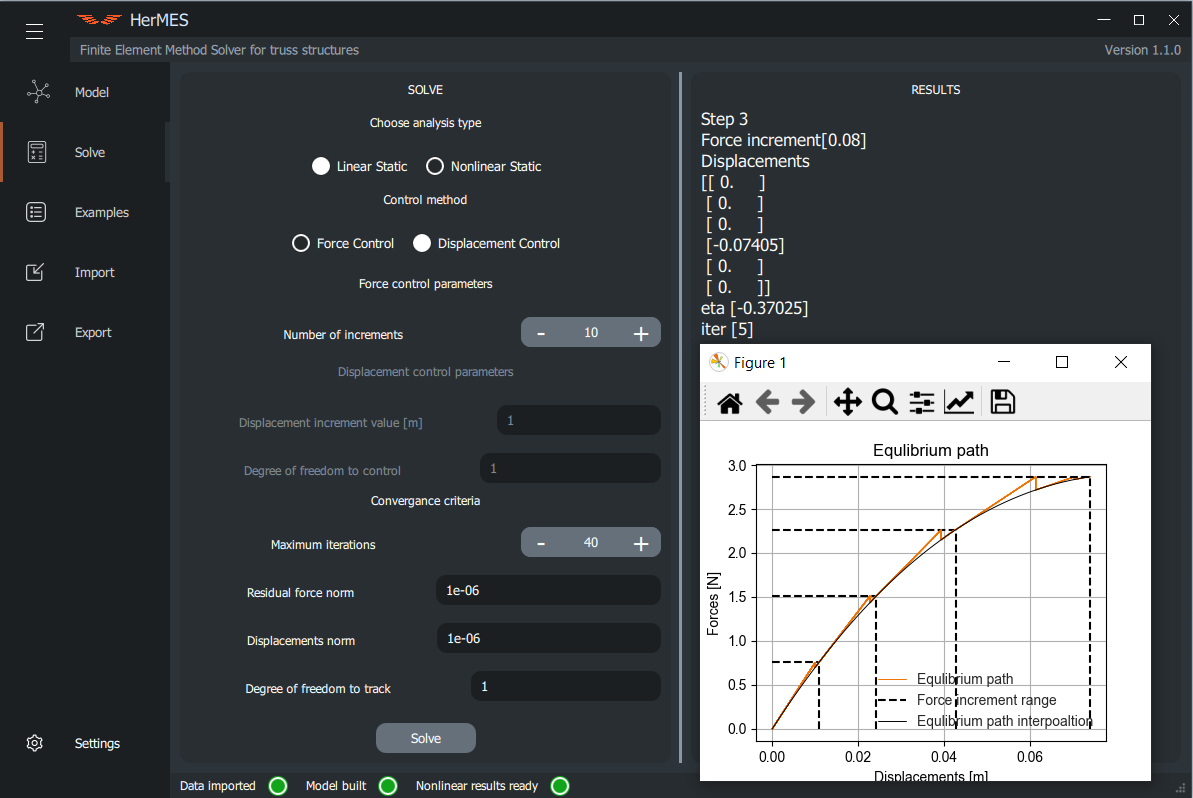 HerMES
Finite Element Method Solver for truss structures
Version 1.1.0
Model
Solve
Examples
Import
Export
Settings
SOLVE
Choose analysis type
Linear Static
Nonlinear Static
Control method
Force Control
Displacement Control
Force control parameters
Number of increments
- 10 +
Displacement control parameters
Displacement Increment value [m]
1
Degree of freedom to control
1
Convergance criteria
Maximum iterations
- 40 +
Residual force norm
1e-06
Displacements norm
1e-06
Degree of freedom to track
1
Solve
RESULTS
Step 3
Force increment[0.08]
Displacements
[[ 0. ]
[ 0. ]
[ 0. ]
[-0.07405]
[ 0. ]
[ 0. ]]
eta [-0.37025]
iter [5]
Figure 1
Equlibrium path
3.0
2.5
2.0
1.5
1.0
0.5
0.0
Forces [N]
Equlibrium path
Force increment range
Equlibrium path interpoaltion
0.00 0.02 0.04 0.06
Displacements [m]
Data imported
Model built
Nonlinear results ready